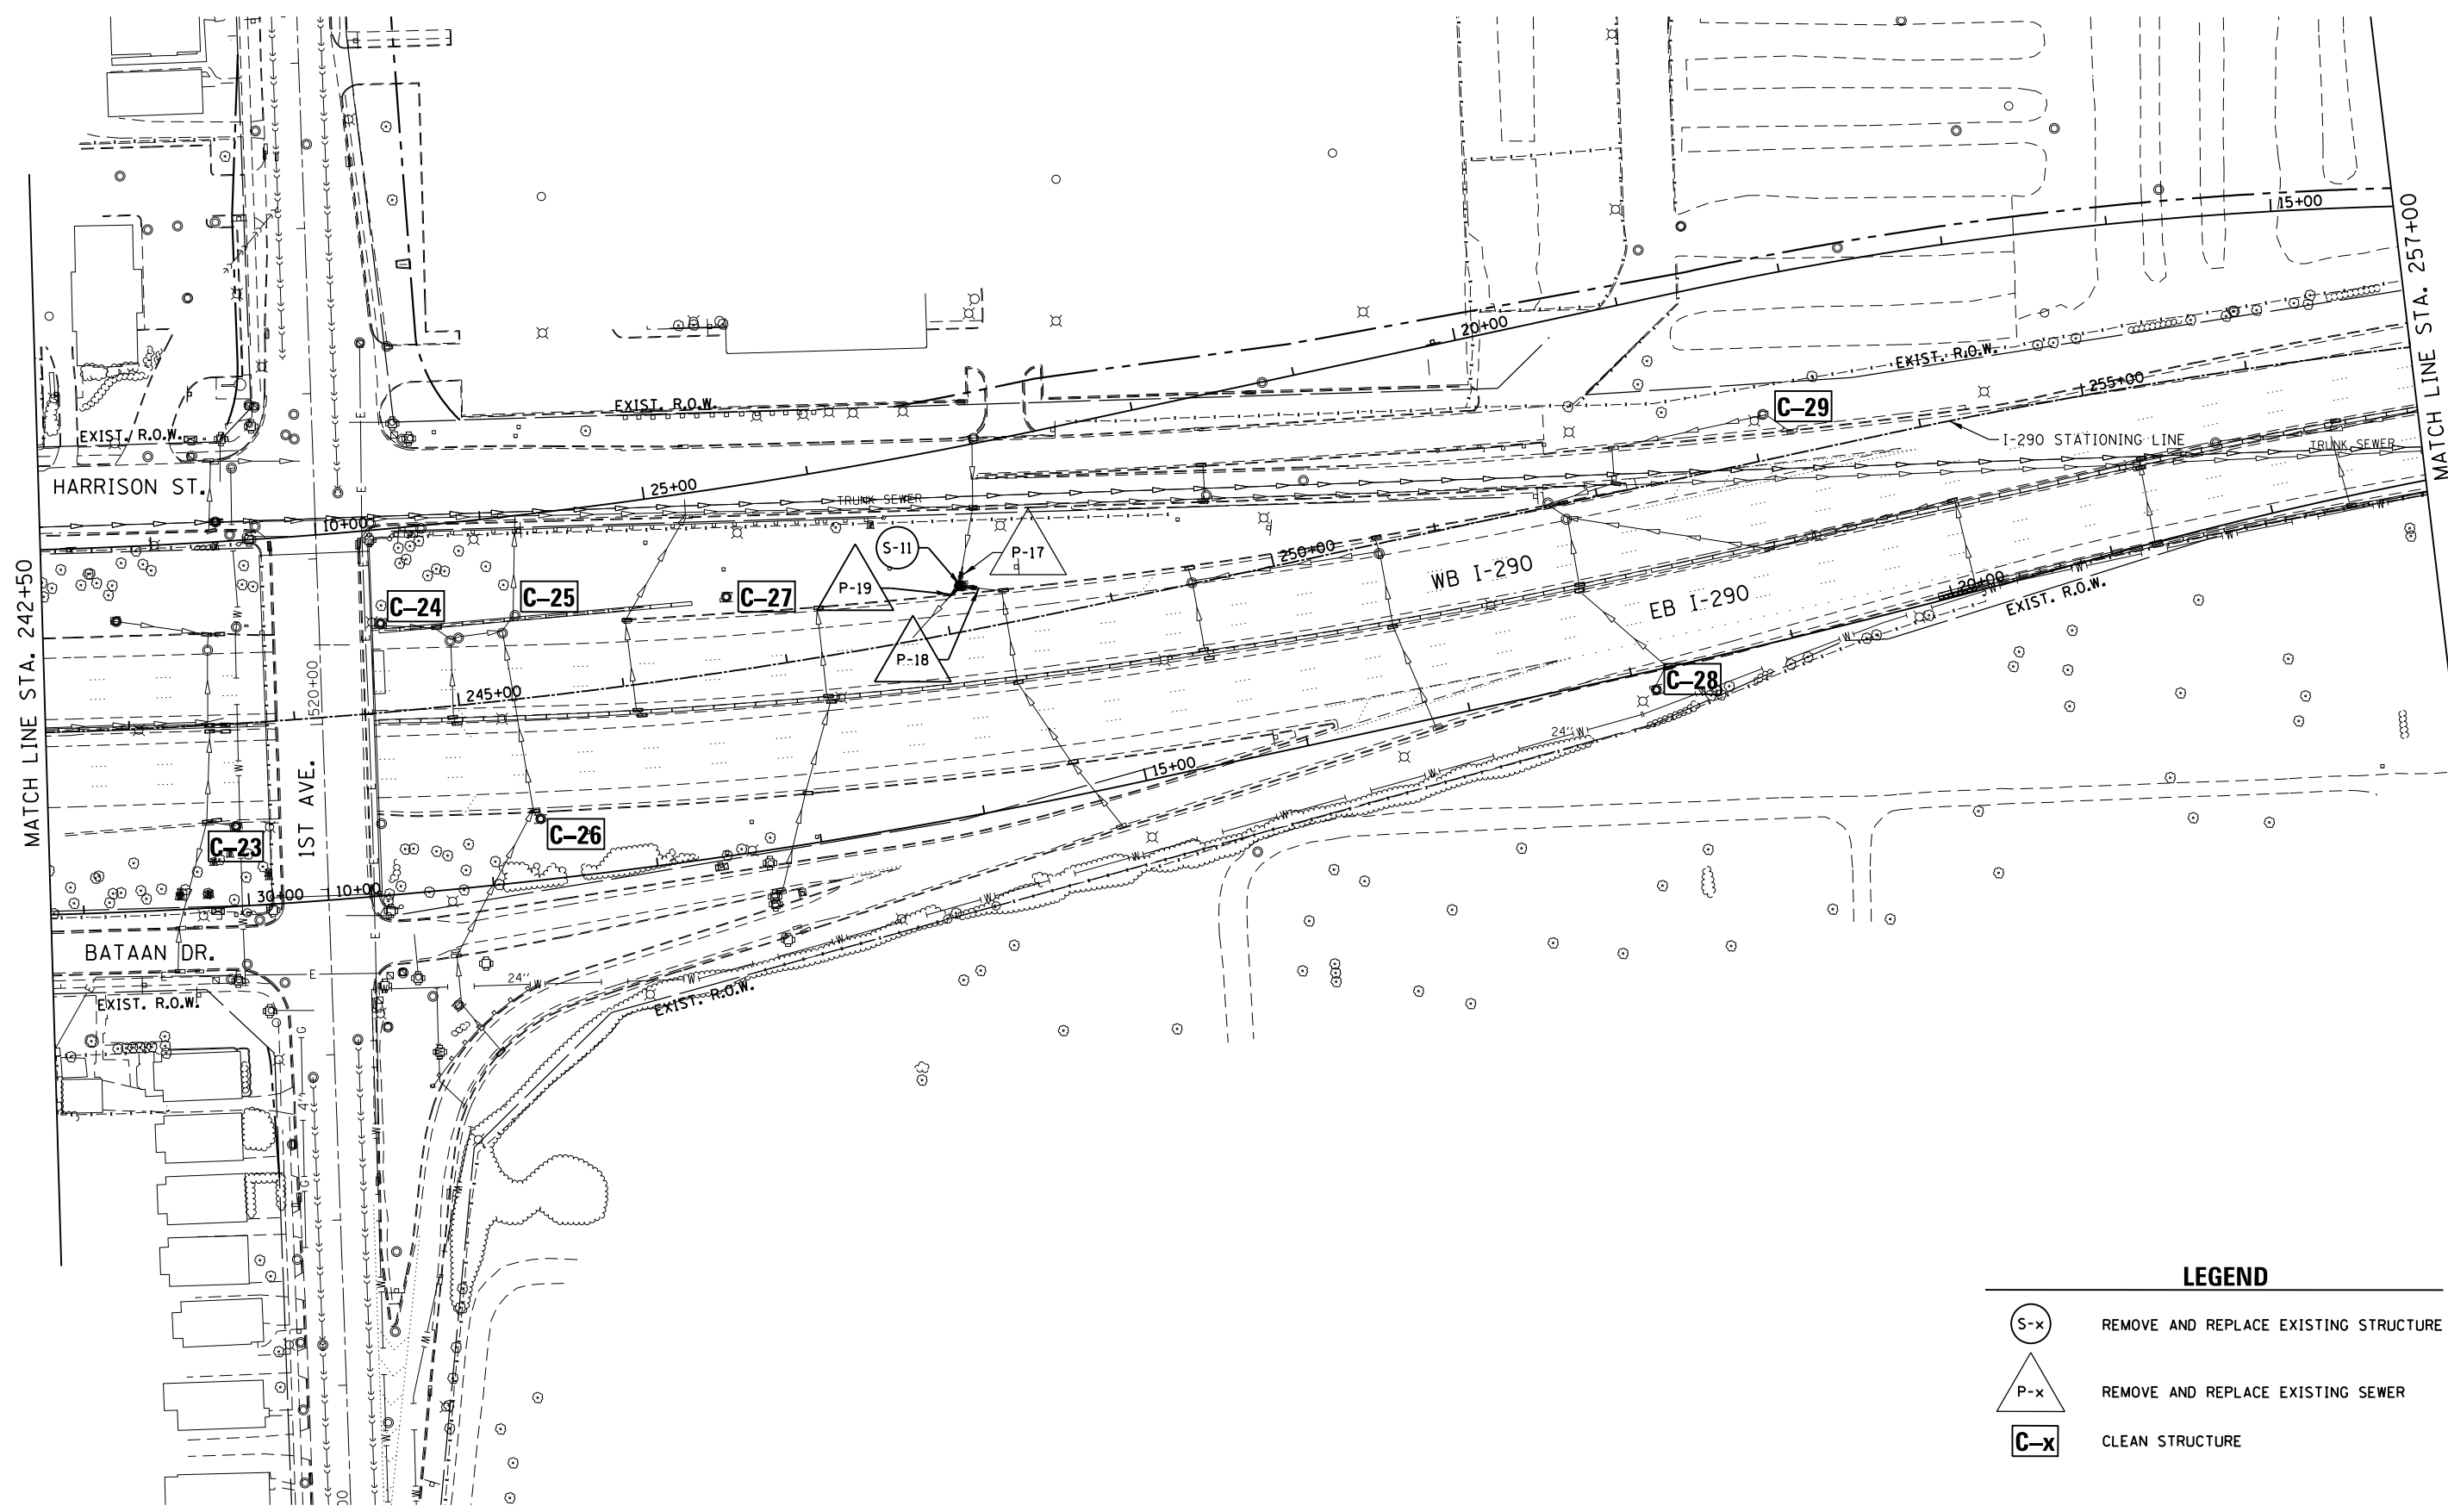 15+00
MATCH LINE STA. 257+00
20+00
EXIST. R.O.W.
255+00
C-29
EXIST. R.O.W.
EXIST. R.O.W.
I-290 STATIONING LINE
TRUNK SEWER
HARRISON ST.
25+00
TRUNK SEWER
10+00
S-11
P-17
250+00
WB I-290
P-19
C-24
C-25
C-27
EB I-290
20+00
EXIST. R.O.W.
MATCH LINE STA. 242+50
P-18
520+00
245+00
C-28
24" W
15+00
1ST AVE.
C-23
C-26
30+00
10+00
BATAAN DR.
E
24" W
EXIST. R.O.W.
EXIST. R.O.W.
G
4"
G
LEGEND
S-x REMOVE AND REPLACE EXISTING STRUCTURE
P-x REMOVE AND REPLACE EXISTING SEWER
C-x CLEAN STRUCTURE